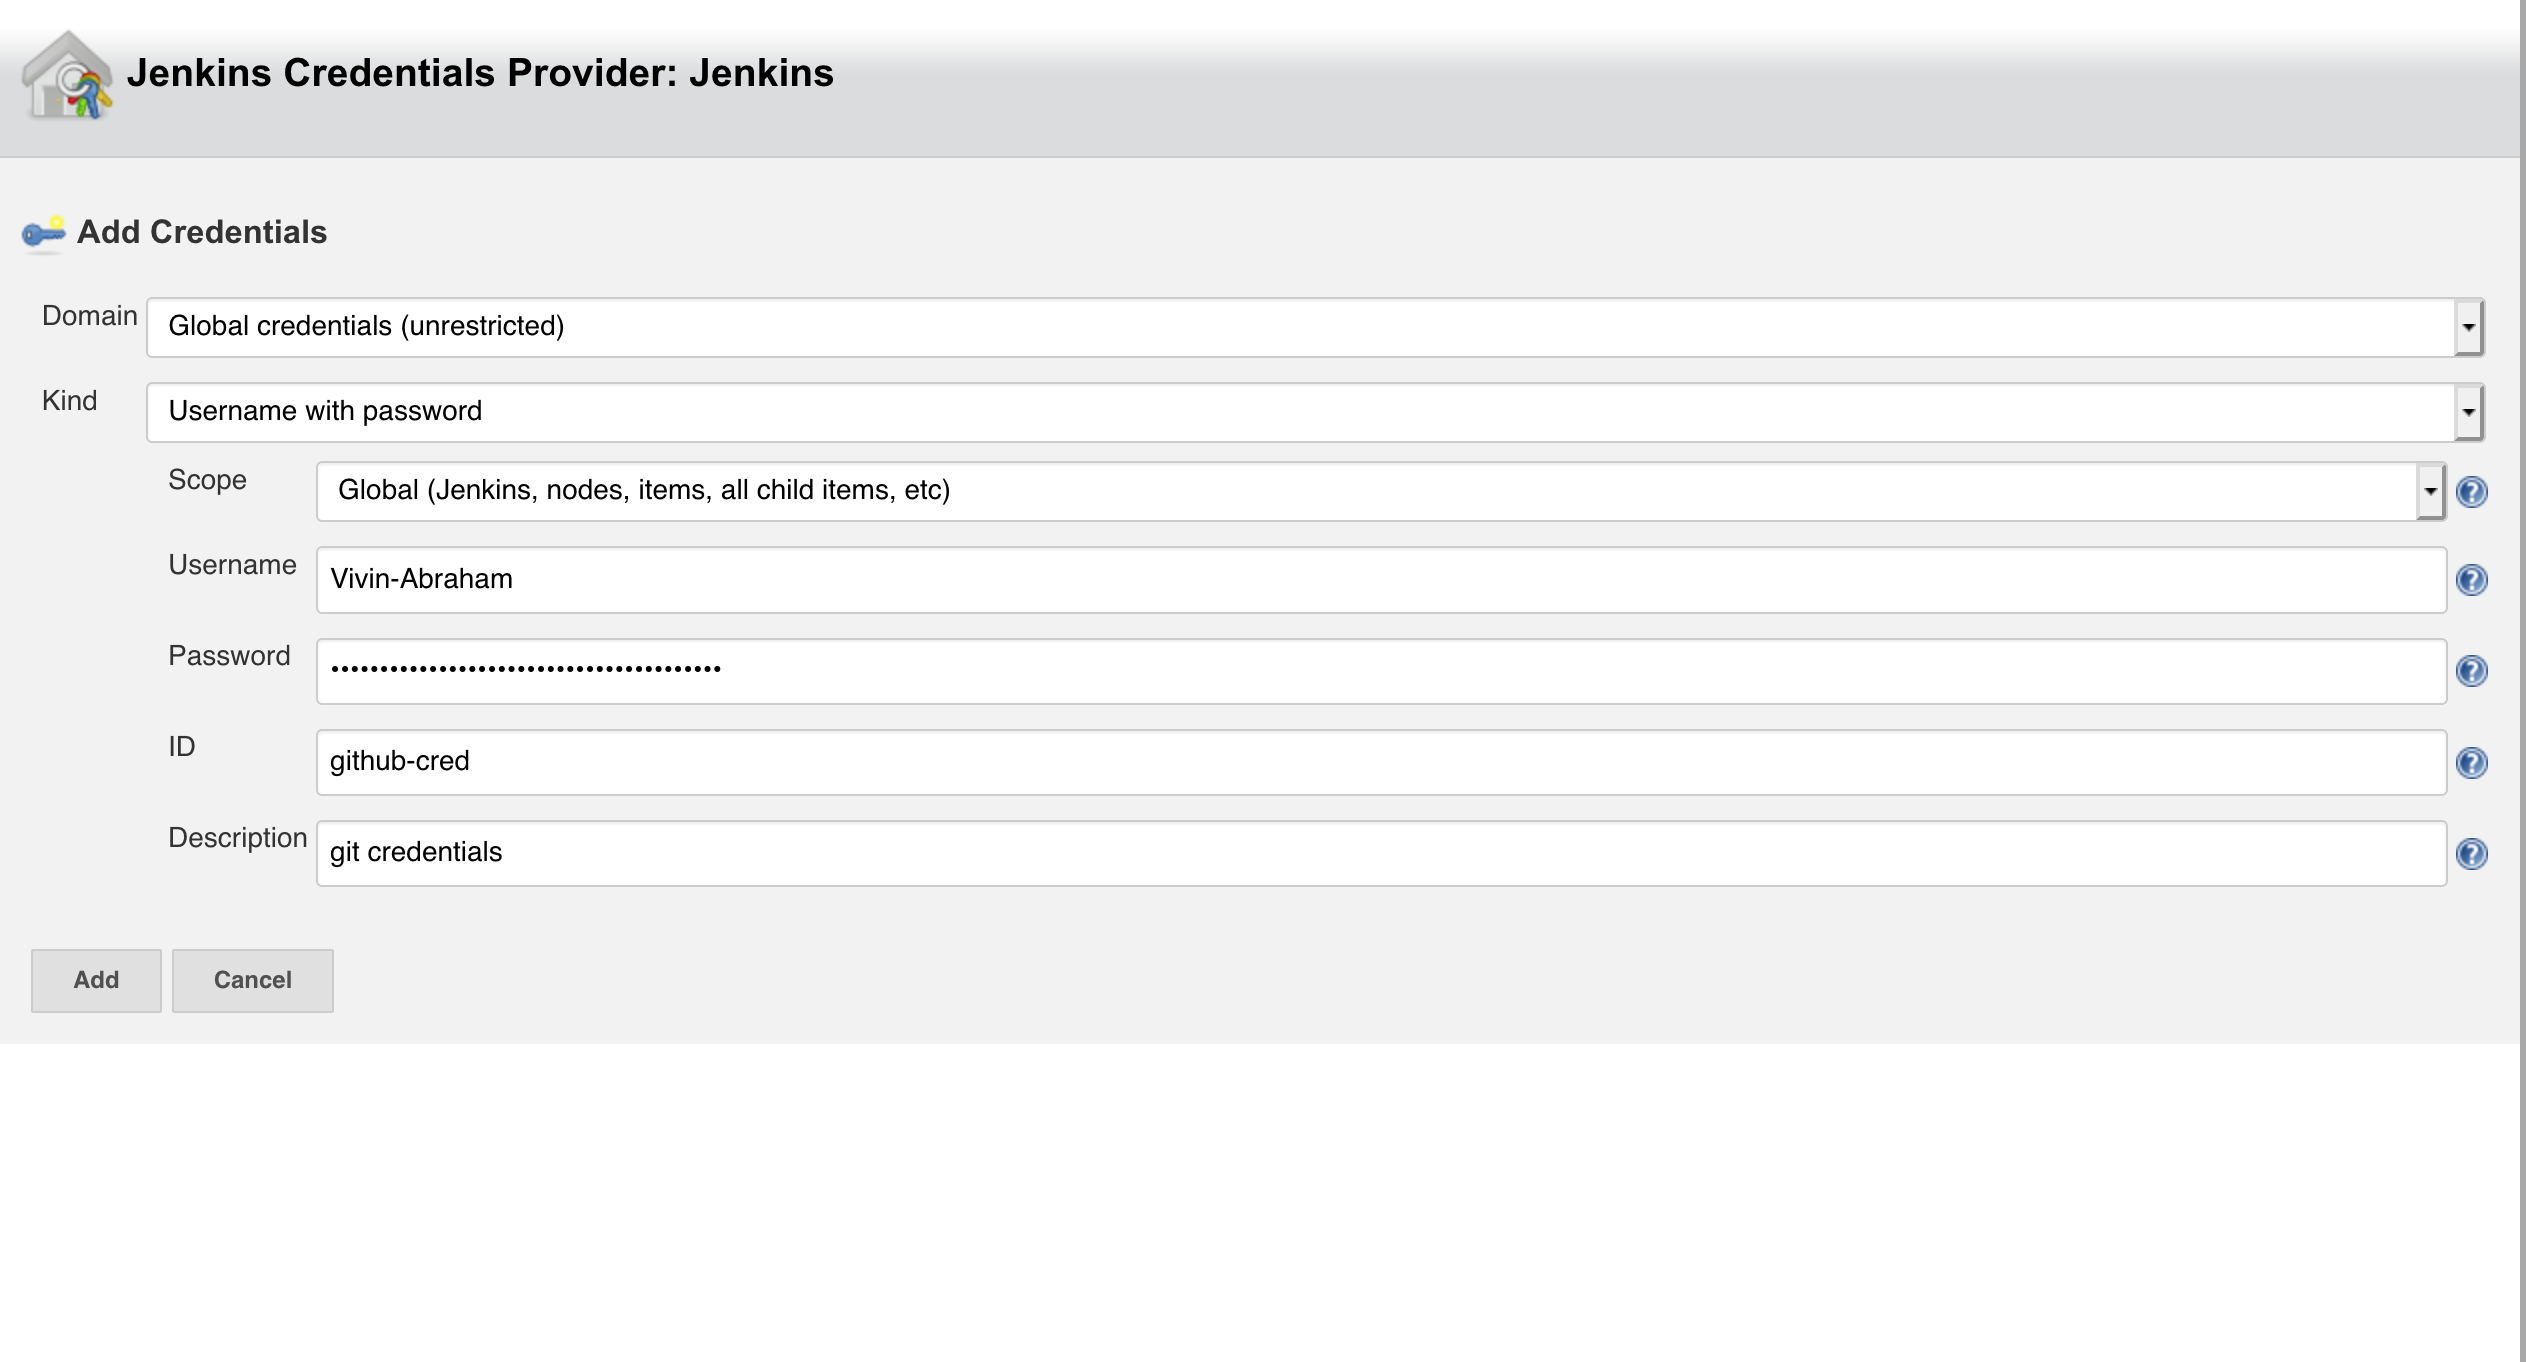 Jenkins Credentials Provider: Jenkins
Add Credentials
Domain Global credentials (unrestricted)
Kind Username with password
Scope Global (Jenkins, nodes, items, all child items, etc)
Username Vivin-Abraham
Password ••••••••••••••••••••••••••••••••••••••••
ID github-cred
Description git credentials
Add Cancel